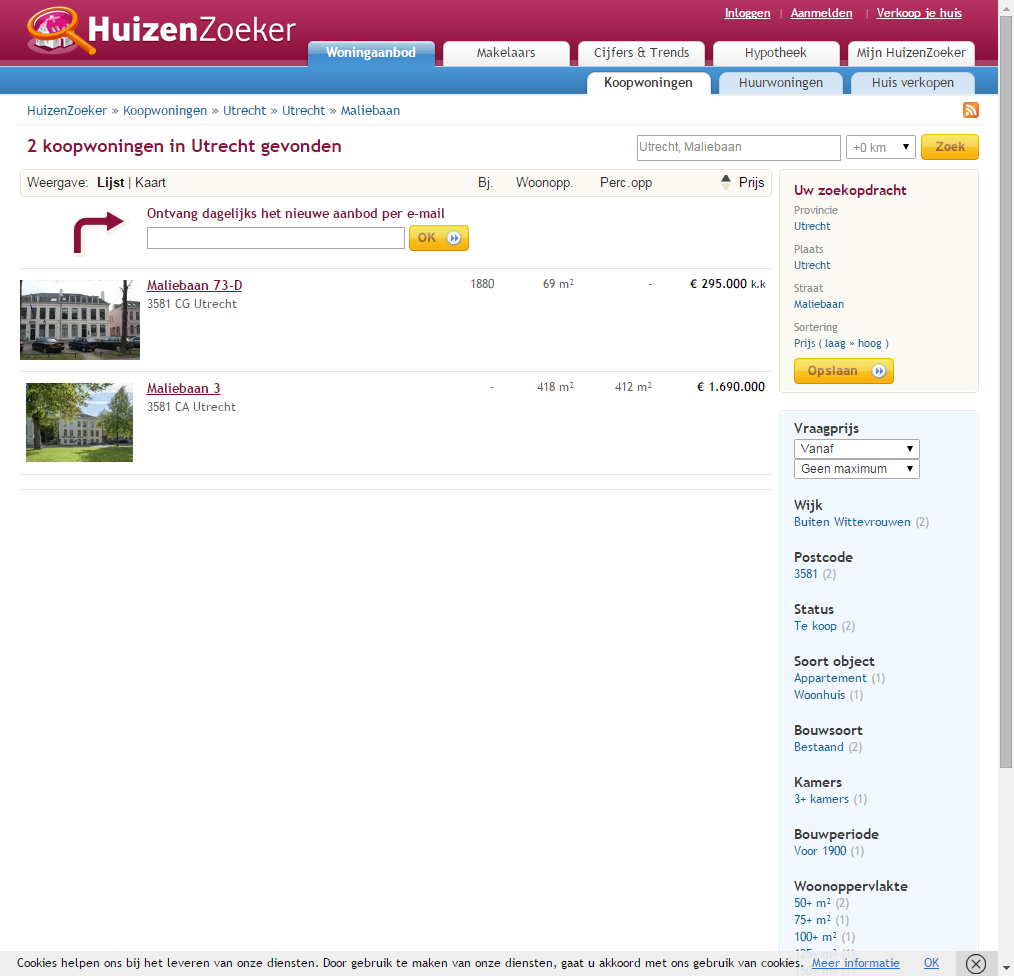 Inloggen | Aanmelden | Verkoop je huis
HuizenZoeker
Woningaanbod Makelaars Cijfers & Trends Hypotheek Mijn HuizenZoeker
Koopwoningen Huurwoningen Huis verkopen
HuizenZoeker » Koopwoningen » Utrecht » Utrecht » Maliebaan
2 koopwoningen in Utrecht gevonden
Utrecht, Maliebaan +0 km Zoek
Weergave: Lijst | Kaart Bj. Woonopp. Perc.opp Prijs
Ontvang dagelijks het nieuwe aanbod per e-mail
OK
Maliebaan 73-D 1880 69 m² - € 295.000 k.k
3581 CG Utrecht
Maliebaan 3 - 418 m² 412 m² € 1.690.000
3581 CA Utrecht
Uw zoekopdracht
Provincie
Utrecht
Plaats
Utrecht
Straat
Maliebaan
Sortering
Prijs ( laag » hoog )
Opslaan
Vraagprijs
Vanaf
Geen maximum
Wijk
Buiten Wittevrouwen (2)
Postcode
3581 (2)
Status
Te koop (2)
Soort object
Appartement (1)
Woonhuis (1)
Bouwsoort
Bestaand (2)
Kamers
3+ kamers (1)
Bouwperiode
Voor 1900 (1)
Woonoppervlakte
50+ m² (2)
75+ m² (1)
100+ m² (1)
Cookies helpen ons bij het leveren van onze diensten. Door gebruik te maken van onze diensten, gaat u akkoord met ons gebruik van cookies. Meer informatie OK